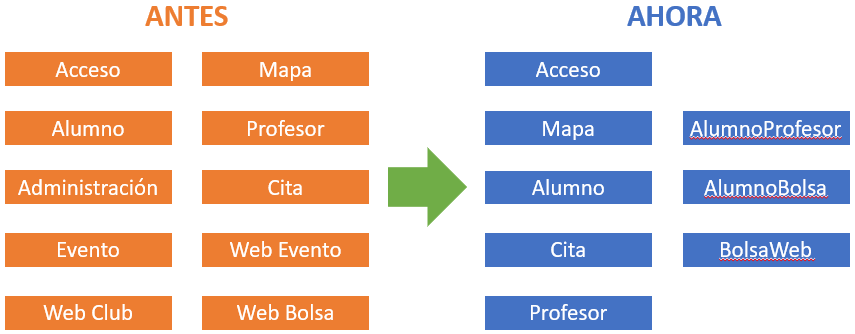 ANTES
Acceso
Mapa
Alumno
Profesor
Administración
Cita
Evento
Web Evento
Web Club
Web Bolsa
AHORA
Acceso
Mapa
AlumnoProfesor
Alumno
AlumnoBolsa
Cita
BolsaWeb
Profesor